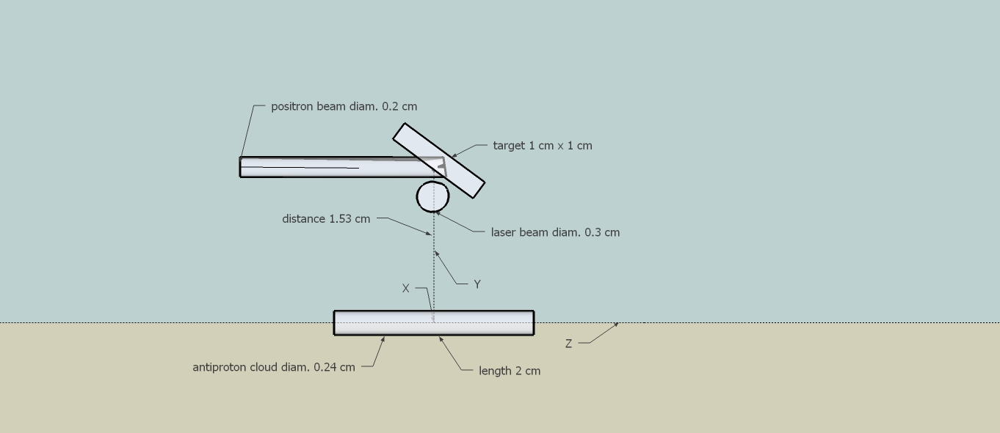 positron beam diam. 0.2 cm
target 1 cm x 1 cm
distance 1.53 cm
laser beam diam. 0.3 cm
X
Y
Z
antiproton cloud diam. 0.24 cm
length 2 cm